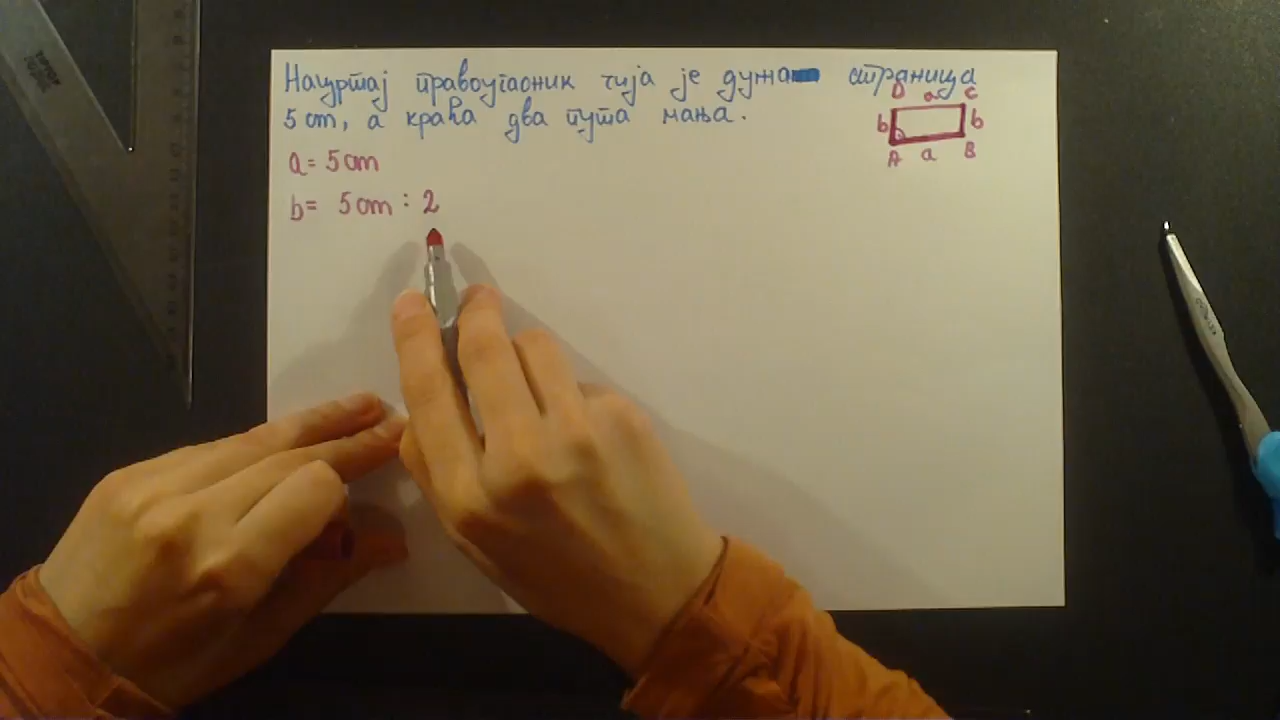 Нацртај правоугаоник чија је дужа страница
5 cm, а краћа два пута мања.
D a C
b b
A a B
a = 5 cm
b = 5 cm : 2